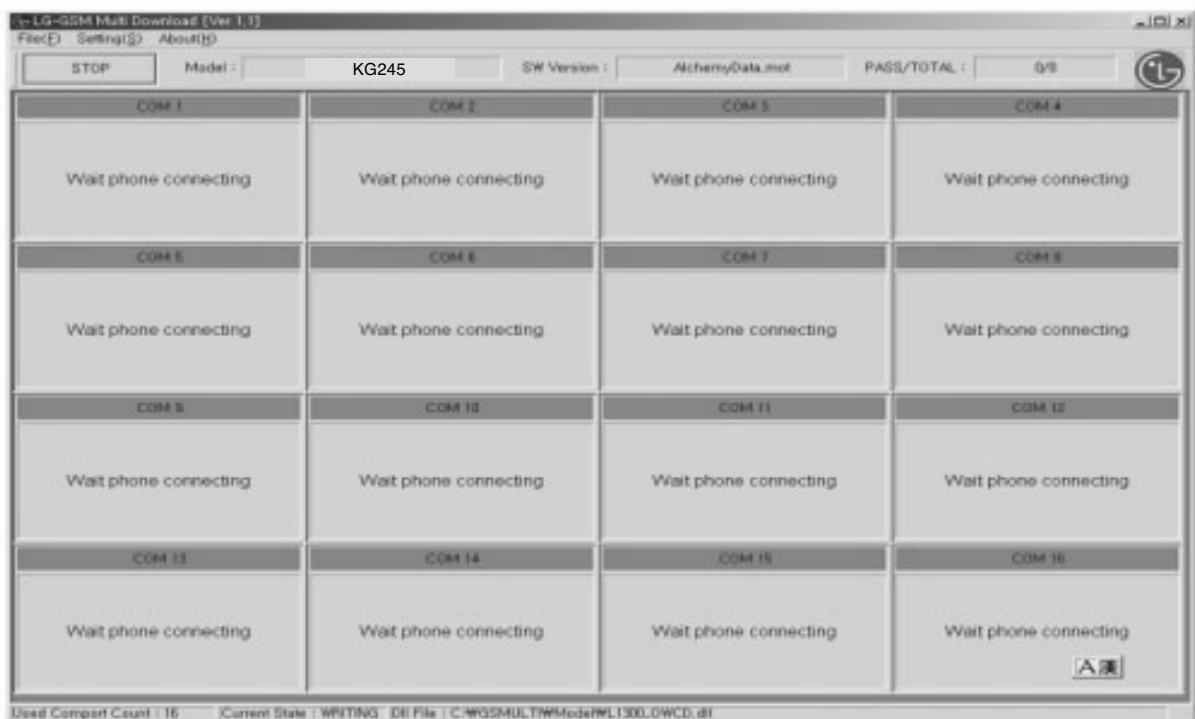 LG-GSM Multi Download [Ver 1,1]
File(F) Setting(S) About(H)
STOP Model : KG245 SW Version : AlchemyData.mot PASS/TOTAL : 0/0
COM 1 COM 2 COM 3 COM 4
Wait phone connecting Wait phone connecting Wait phone connecting Wait phone connecting
COM 5 COM 6 COM 7 COM 8
Wait phone connecting Wait phone connecting Wait phone connecting Wait phone connecting
COM 9 COM 10 COM 11 COM 12
Wait phone connecting Wait phone connecting Wait phone connecting Wait phone connecting
COM 13 COM 14 COM 15 COM 16
Wait phone connecting Wait phone connecting Wait phone connecting Wait phone connecting
A漢
Used Comport Count : 16 Current State : WRITING Dll File : C:₩GSMULTI₩Model₩L1300_OWCD.dll